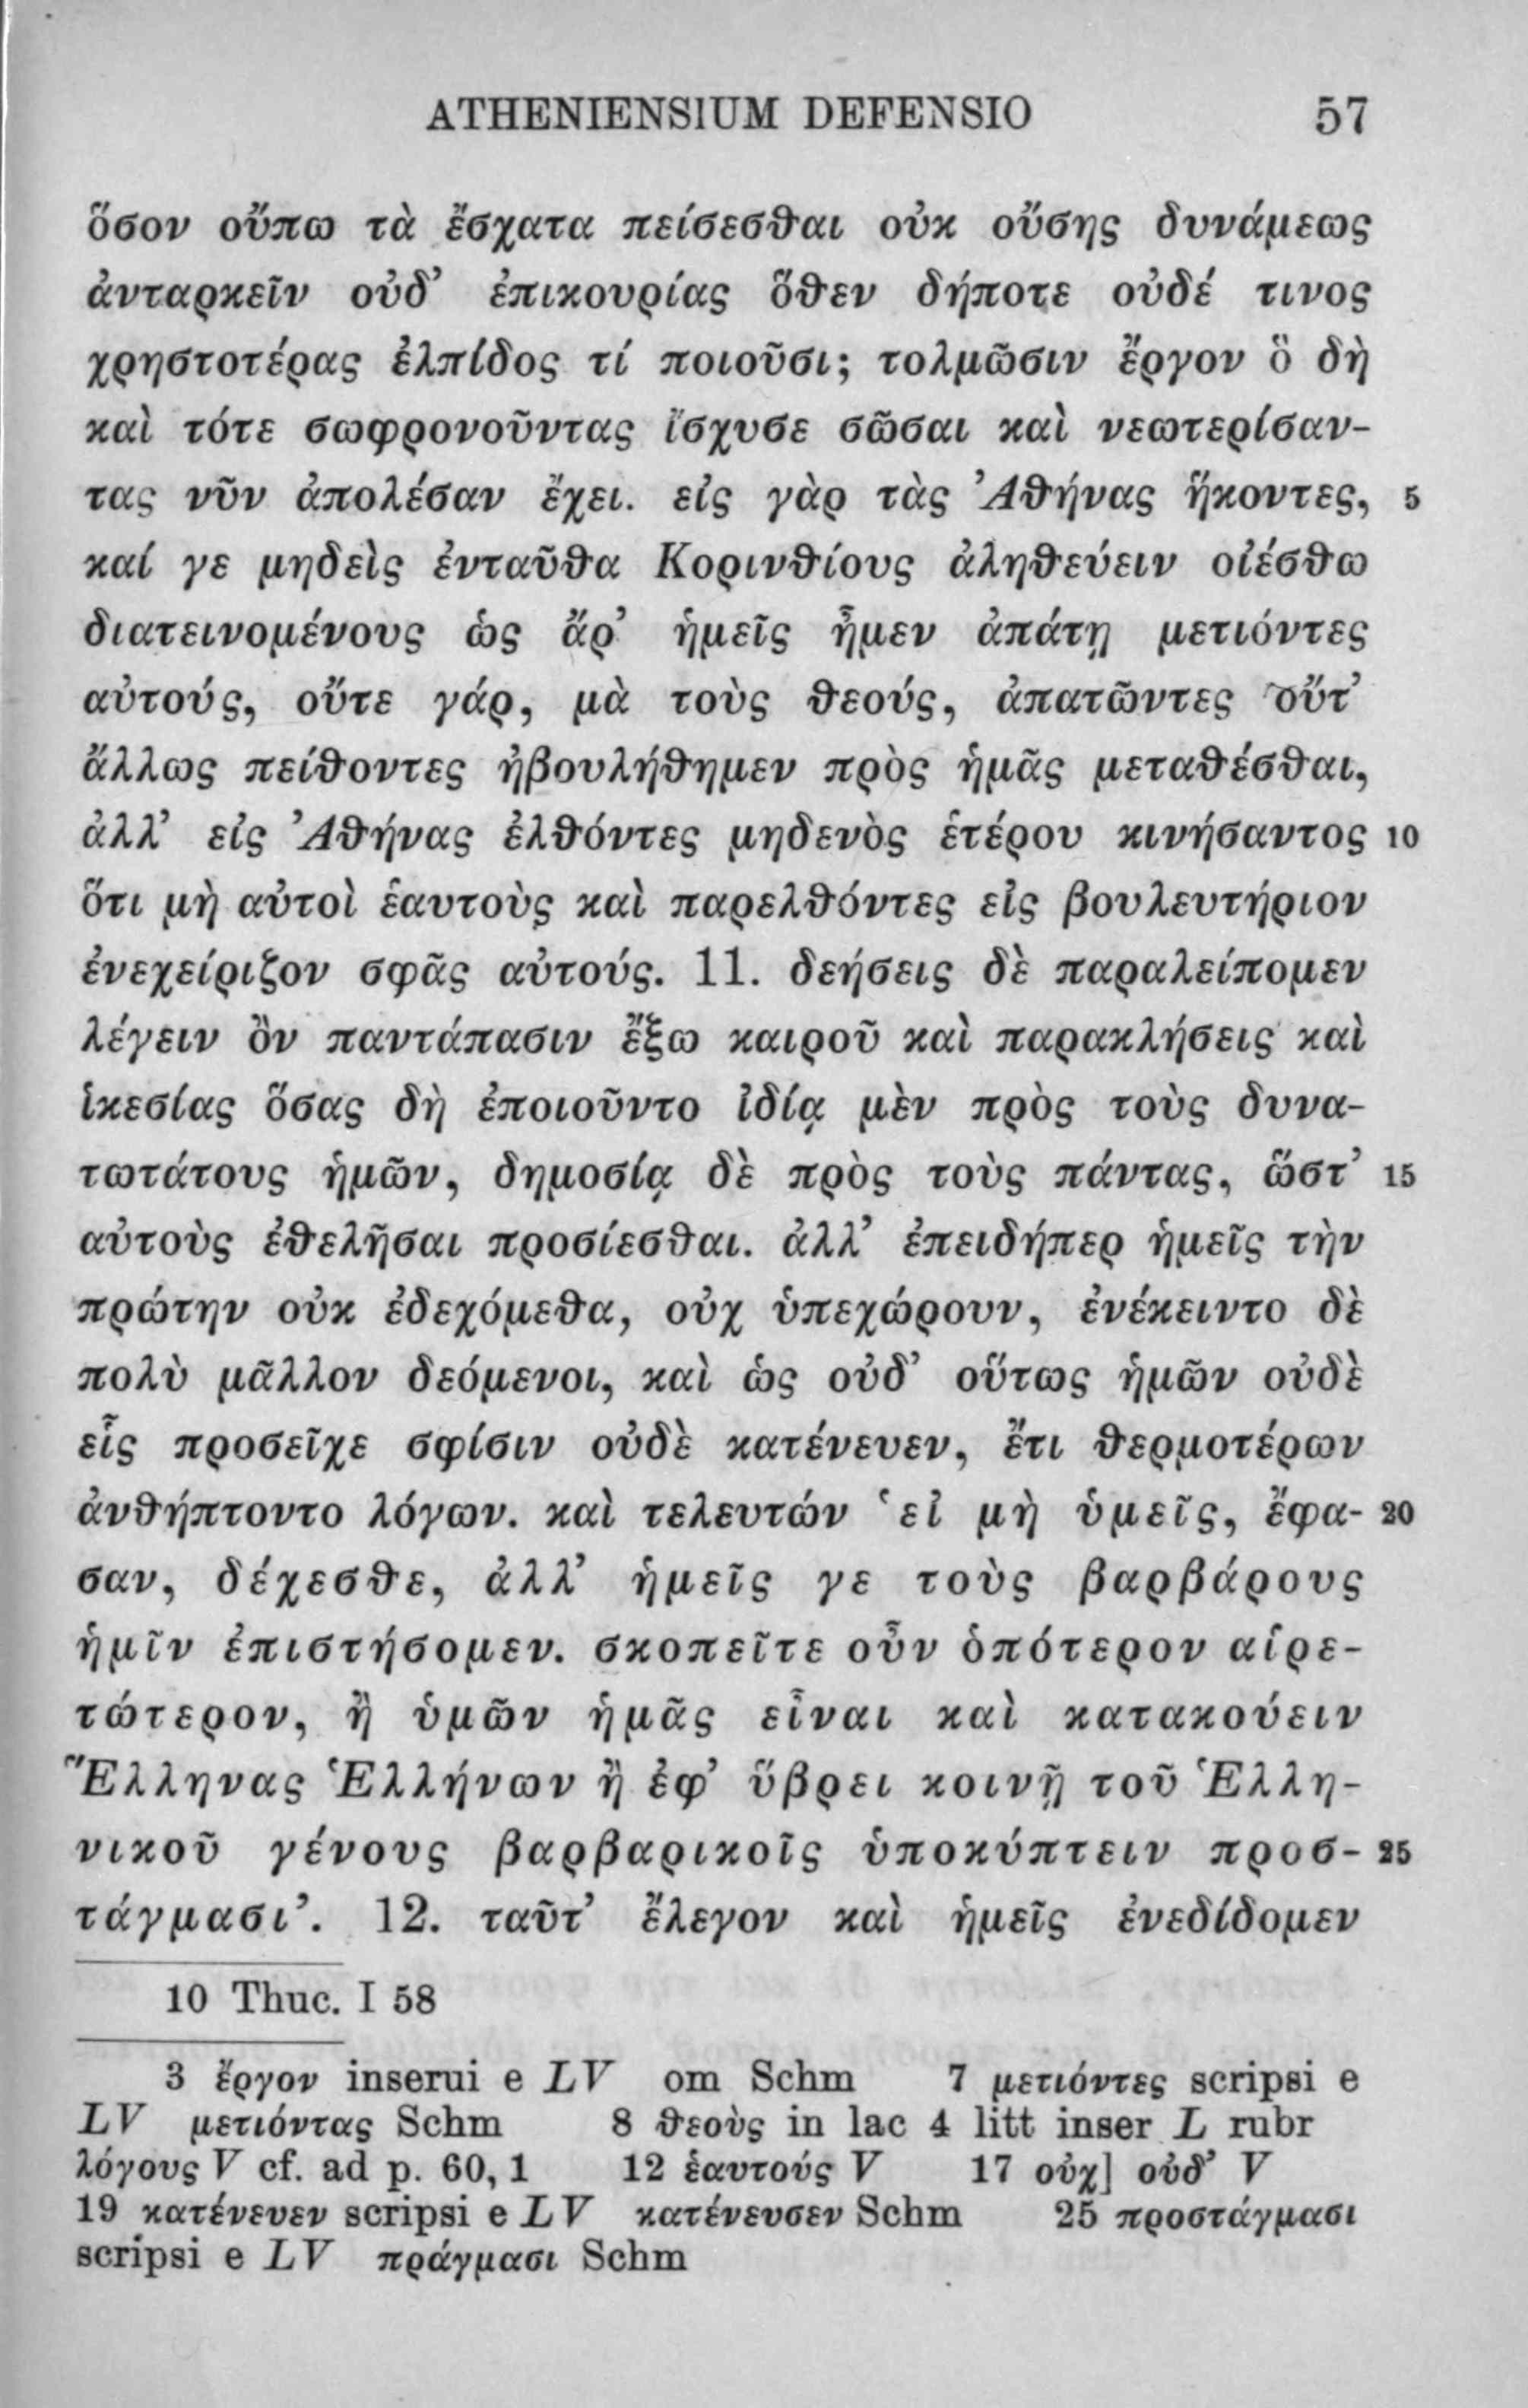 ATHENIENSIUM DEFENSIO 57
ὅσον οὔπω τὰ ἔσχατα πείσεσθαι οὐκ οὔσης δυνάμεως
ἀνταρκεῖν οὐδ’ ἐπικουρίας ὅθεν δήποτε οὐδέ τινος
χρηστοτέρας ἐλπίδος τί ποιοῦσι; τολμῶσιν ἔργον ὃ δὴ
καὶ τότε σωφρονοῦντας ἴσχυσε σῶσαι καὶ νεωτερίσαν-
τας νῦν ἀπολέσαν ἔχει. εἰς γὰρ τὰς Ἀθήνας ἥκοντες, 5
καί γε μηδεὶς ἐνταῦθα Κορινθίους ἀληθεύειν οἰέσθω
διατεινομένους ὡς ἄρ’ ἡμεῖς ἦμεν ἀπάτῃ μετιόντες
αὐτούς, οὔτε γάρ, μὰ τοὺς θεούς, ἀπατῶντες οὔτ’
ἄλλως πείθοντες ἠβουλήθημεν πρὸς ἡμᾶς μεταθέσθαι,
ἀλλ’ εἰς Ἀθήνας ἐλθόντες μηδενὸς ἑτέρου κινήσαντος 10
ὅτι μὴ αὐτοὶ ἑαυτοὺς καὶ παρελθόντες εἰς βουλευτήριον
ἐνεχείριζον σφᾶς αὐτούς. 11. δεήσεις δὲ παραλείπομεν
λέγειν ὂν παντάπασιν ἔξω καιροῦ καὶ παρακλήσεις καὶ
ἱκεσίας ὅσας δὴ ἐποιοῦντο ἰδίᾳ μὲν πρὸς τοὺς δυνα-
τωτάτους ἡμῶν, δημοσίᾳ δὲ πρὸς τοὺς πάντας, ὥστ’ 15
αὐτοὺς ἐθελῆσαι προσίεσθαι. ἀλλ’ ἐπειδήπερ ἡμεῖς τὴν
πρώτην οὐκ ἐδεχόμεθα, οὐχ ὑπεχώρουν, ἐνέκειντο δὲ
πολὺ μᾶλλον δεόμενοι, καὶ ὡς οὐδ’ οὕτως ἡμῶν οὐδὲ
εἷς προσεῖχε σφίσιν οὐδὲ κατένευεν, ἔτι θερμοτέρων
ἀνθήπτοντο λόγων. καὶ τελευτών ‘εἰ μὴ ὑμεῖς, ἔφα- 20
σαν, δέχεσθε, ἀλλ’ ἡμεῖς γε τοὺς βαρβάρους
ἡμῖν ἐπιστήσομεν. σκοπεῖτε οὖν ὁπότερον αἱρε-
τώτερον, ἢ ὑμῶν ἡμᾶς εἶναι καὶ κατακούειν
Ἕλληνας Ἑλλήνων ἢ ἐφ’ ὕβρει κοινῇ τοῦ Ἑλλη-
νικοῦ γένους βαρβαρικοῖς ὑποκύπτειν προσ- 25
τάγμασι’. 12. ταῦτ’ ἔλεγον καὶ ἡμεῖς ἐνεδίδομεν
10 Thuc. I 58
3 ἔργον inserui e LV om Schm 7 μετιόντες scripsi e
LV μετιόντας Schm 8 θεοὺς in lac 4 litt inser L rubr
λόγους V cf. ad p. 60, 1 12 ἑαυτούς V 17 οὐχ] οὐδ’ V
19 κατένευεν scripsi e LV κατένευσεν Schm 25 προστάγμασι
scripsi e LV πράγμασι Schm